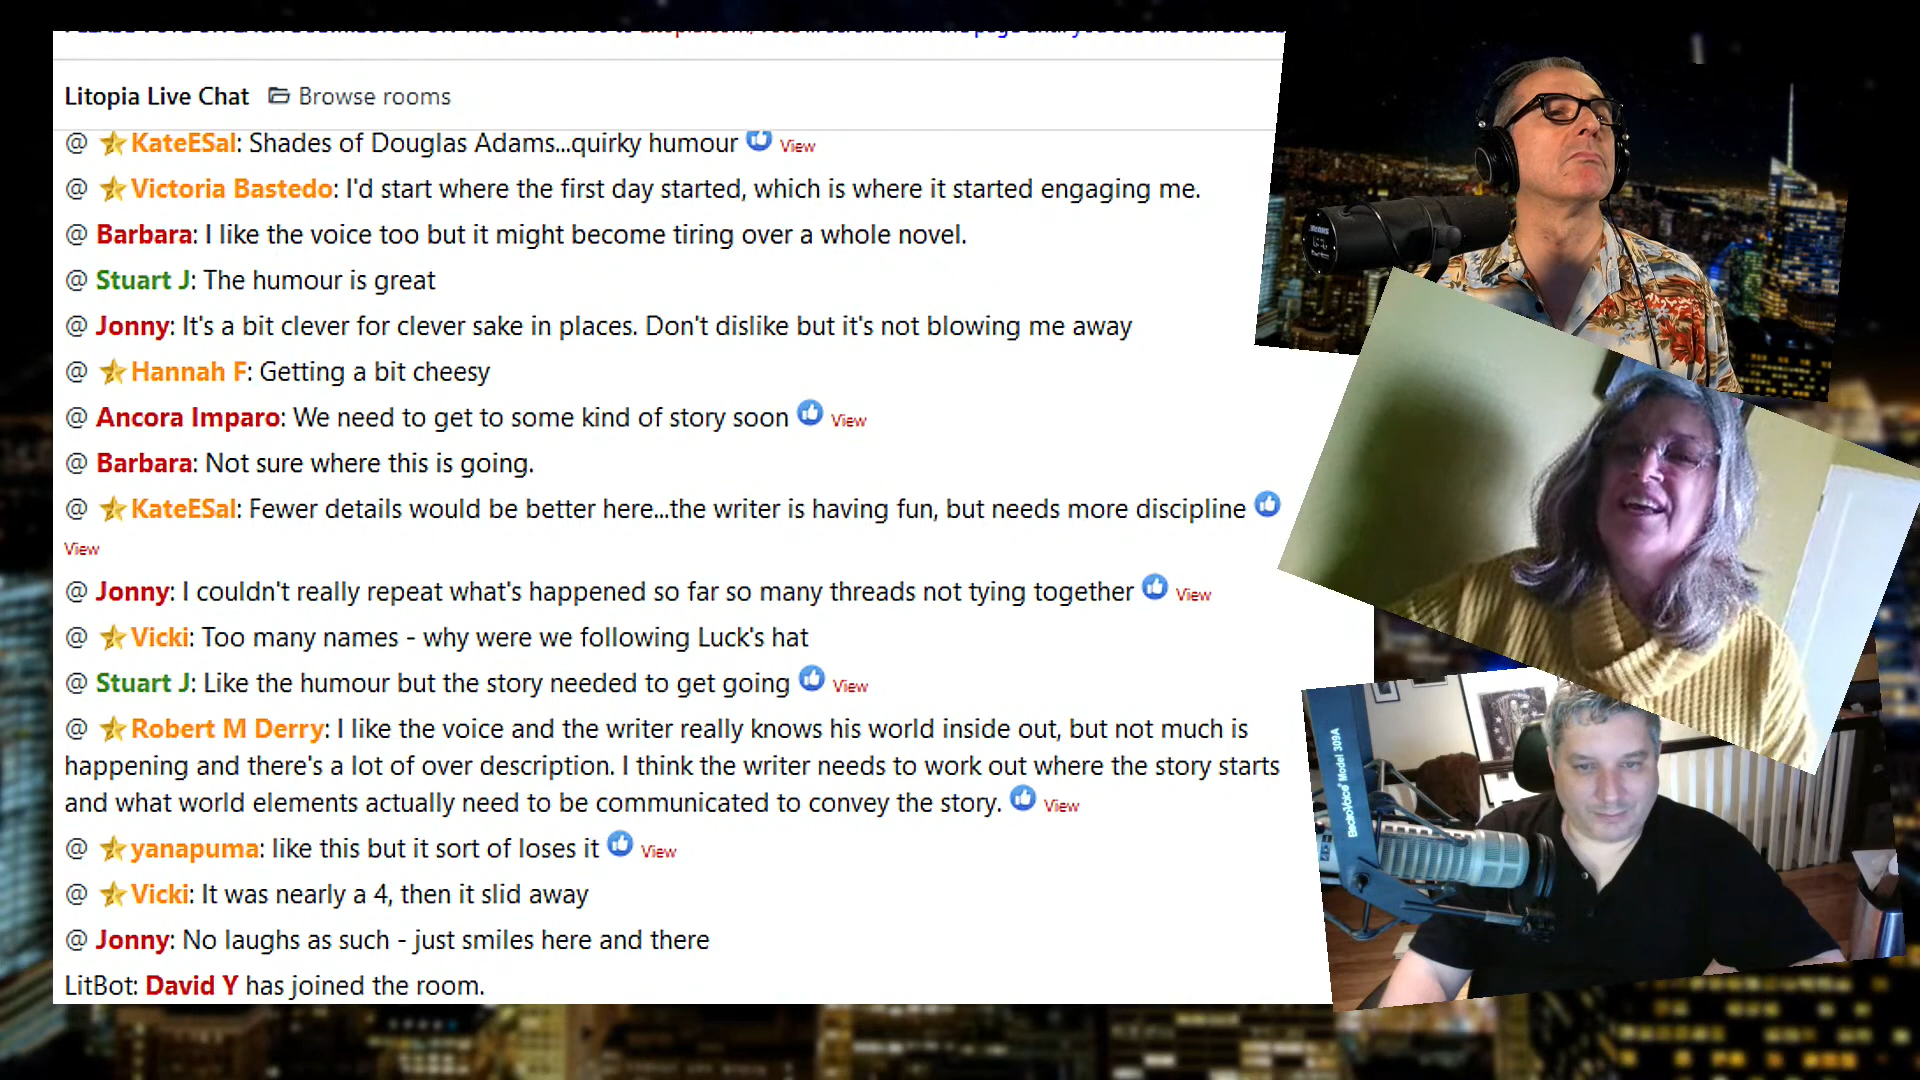 Litopia Live Chat Browse rooms
@ KateESal: Shades of Douglas Adams...quirky humour View
@ Victoria Bastedo: I'd start where the first day started, which is where it started engaging me.
@ Barbara: I like the voice too but it might become tiring over a whole novel.
@ Stuart J: The humour is great
@ Jonny: It's a bit clever for clever sake in places. Don't dislike but it's not blowing me away
@ Hannah F: Getting a bit cheesy
@ Ancora Imparo: We need to get to some kind of story soon View
@ Barbara: Not sure where this is going.
@ KateESal: Fewer details would be better here...the writer is having fun, but needs more discipline
View
@ Jonny: I couldn't really repeat what's happened so far so many threads not tying together View
@ Vicki: Too many names - why were we following Luck's hat
@ Stuart J: Like the humour but the story needed to get going View
@ Robert M Derry: I like the voice and the writer really knows his world inside out, but not much is
happening and there's a lot of over description. I think the writer needs to work out where the story starts
and what world elements actually need to be communicated to convey the story. View
@ yanapuma: like this but it sort of loses it View
@ Vicki: It was nearly a 4, then it slid away
@ Jonny: No laughs as such - just smiles here and there
LitBot: David Y has joined the room.
ElectroVoice Model 309A